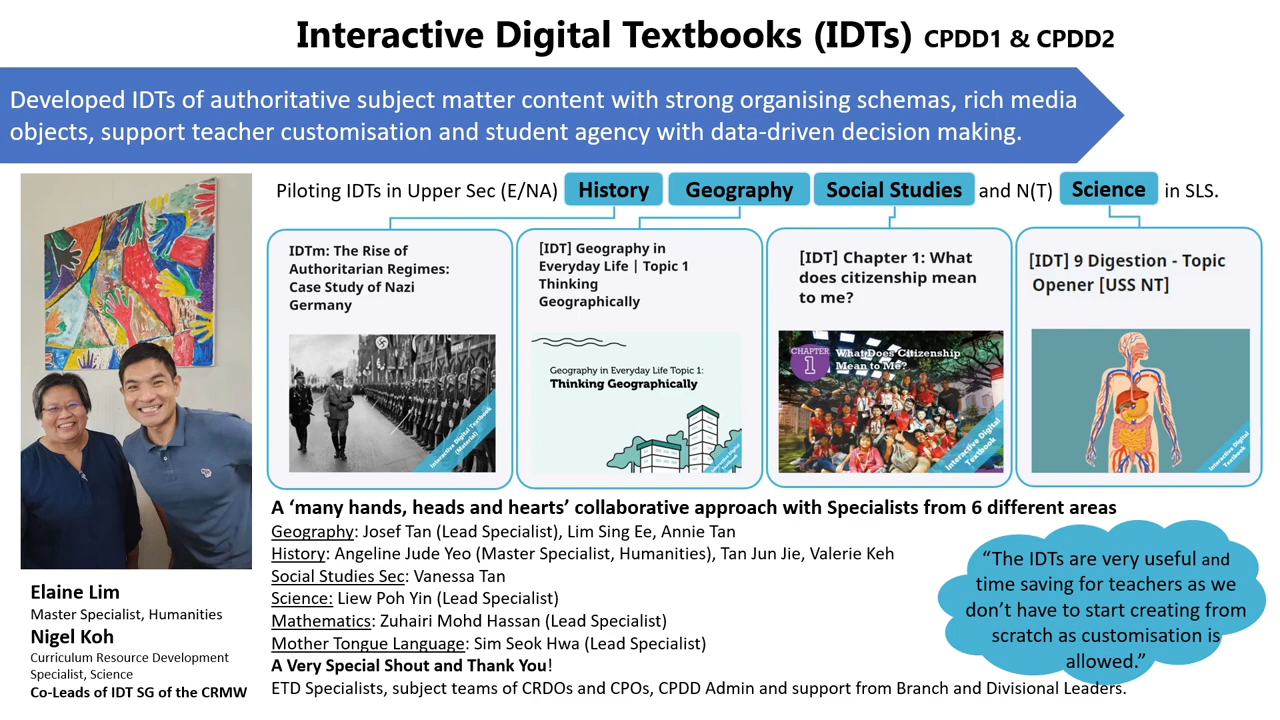 Interactive Digital Textbooks (IDTs) CPDD1 & CPDD2
Developed IDTs of authoritative subject matter content with strong organising schemas, rich media
objects, support teacher customisation and student agency with data-driven decision making.
Piloting IDTs in Upper Sec (E/NA) History Geography Social Studies and N(T) Science in SLS.
IDTm: The Rise of
Authoritarian Regimes:
Case Study of Nazi
Germany
Interactive Digital Textbook
(Material)
[IDT] Geography in
Everyday Life | Topic 1
Thinking
Geographically
Geography in Everyday Life Topic 1:
Thinking Geographically
Interactive Digital
Textbook
[IDT] Chapter 1: What
does citizenship mean
to me?
CHAPTER
1
What Does Citizenship
Mean to Me?
Interactive Digital
Textbook
[IDT] 9 Digestion - Topic
Opener [USS NT]
Interactive Digital
Textbook
A ‘many hands, heads and hearts’ collaborative approach with Specialists from 6 different areas
Geography: Josef Tan (Lead Specialist), Lim Sing Ee, Annie Tan
History: Angeline Jude Yeo (Master Specialist, Humanities), Tan Jun Jie, Valerie Keh
Social Studies Sec: Vanessa Tan
Science: Liew Poh Yin (Lead Specialist)
Mathematics: Zuhairi Mohd Hassan (Lead Specialist)
Mother Tongue Language: Sim Seok Hwa (Lead Specialist)
A Very Special Shout and Thank You!
ETD Specialists, subject teams of CRDOs and CPOs, CPDD Admin and support from Branch and Divisional Leaders.
“The IDTs are very useful and
time saving for teachers as we
don’t have to start creating from
scratch as customisation is
allowed.”
Elaine Lim
Master Specialist, Humanities
Nigel Koh
Curriculum Resource Development
Specialist, Science
Co-Leads of IDT SG of the CRMW